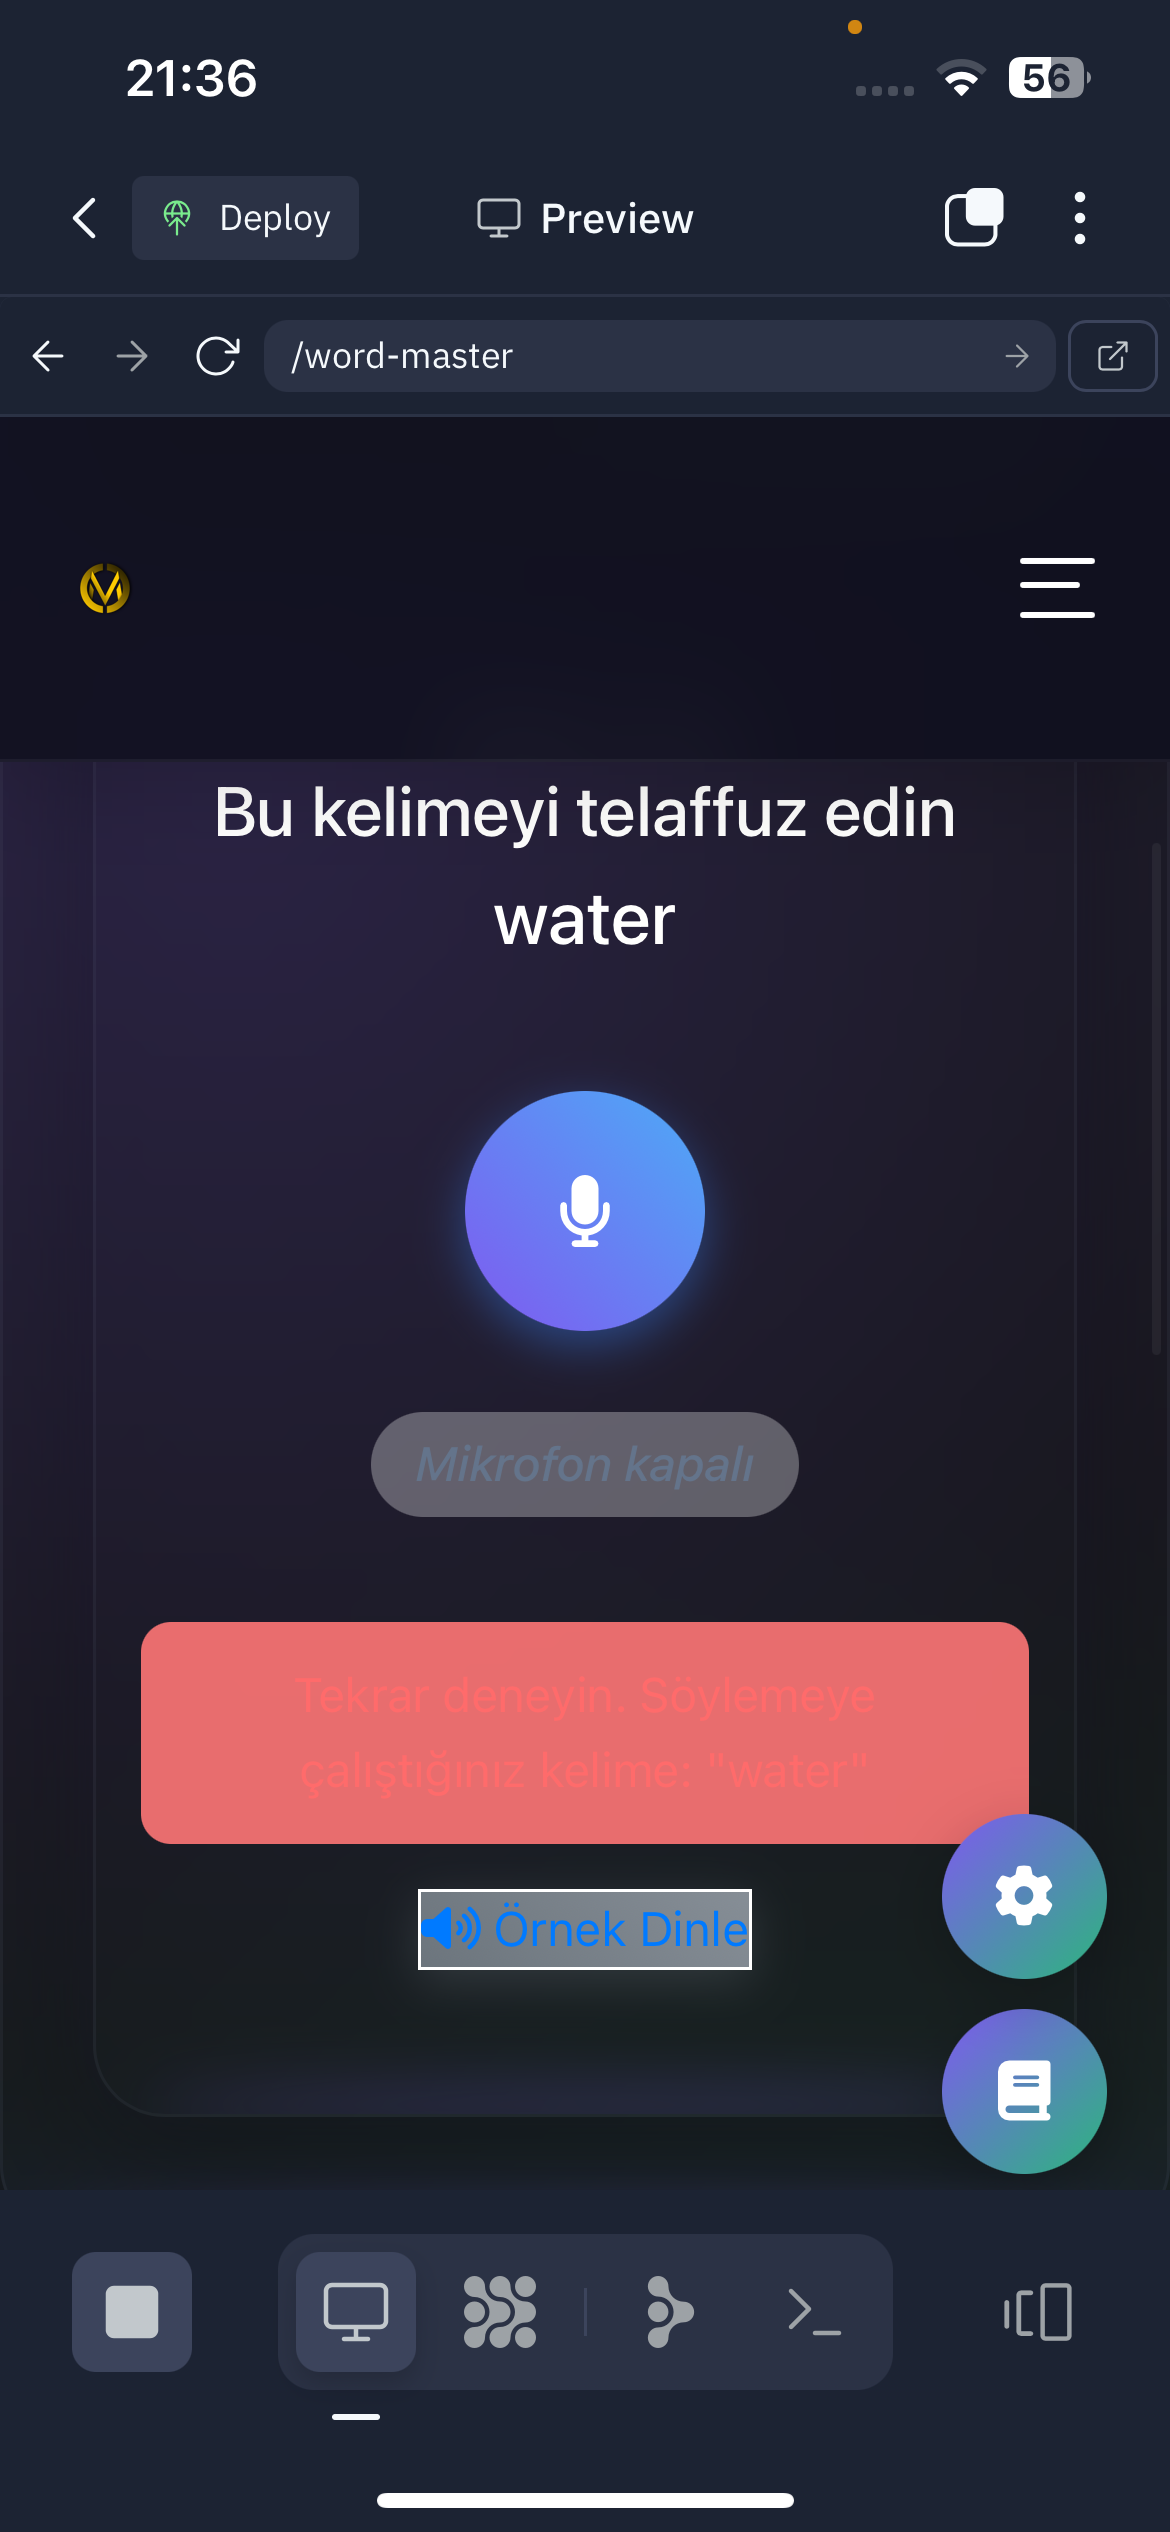 21:36
56
Deploy
Preview
/word-master
Bu kelimeyi telaffuz edin
water
Mikrofon kapalı
Tekrar deneyin. Söylemeye
çalıştığınız kelime: "water"
Örnek Dinle